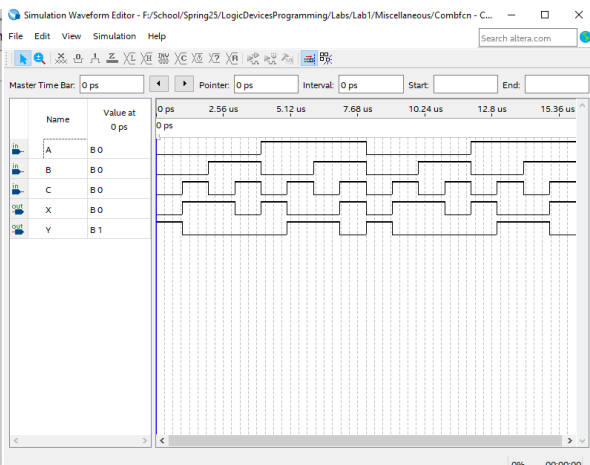 Simulation Waveform Editor - F:/School/Spring25/LogicDevicesProgramming/Labs/Lab1/Miscellaneous/Combfcn - C...
File Edit View Simulation Help
Search altera.com
Master Time Bar: 0 ps Pointer: 0 ps Interval: 0 ps Start: End:
Name Value at 0 ps
0 ps 2.56 us 5.12 us 7.68 us 10.24 us 12.8 us 15.36 us
0 ps
in A B 0
in B B 0
in C B 0
out X B 0
out Y B 1
0% 00:00:00